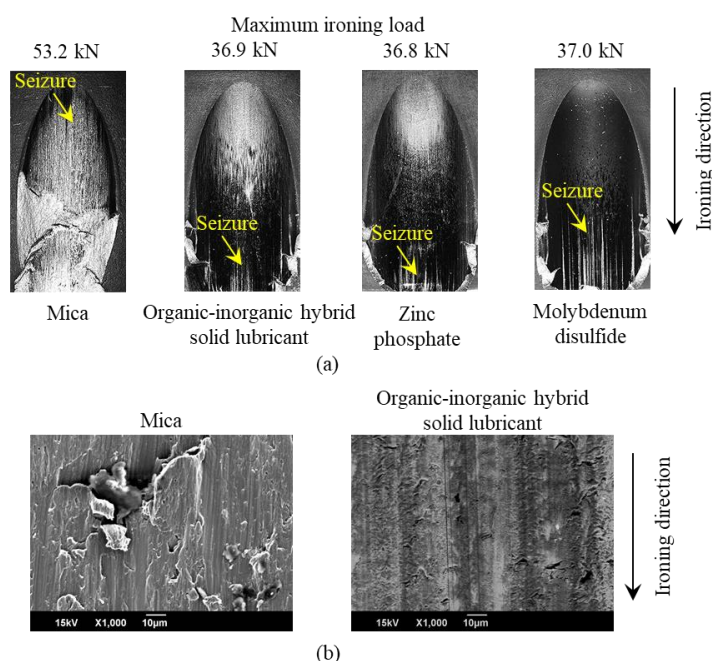 Maximum ironing load
53.2 kN
36.9 kN
36.8 kN
37.0 kN
Seizure
Seizure
Seizure
Seizure
Ironing direction
Mica
Organic-inorganic hybrid
solid lubricant
Zinc
phosphate
Molybdenum
disulfide
(a)
Mica
Organic-inorganic hybrid
solid lubricant
Ironing direction
15kV X1,000 10μm
15kV X1,000 10μm
(b)